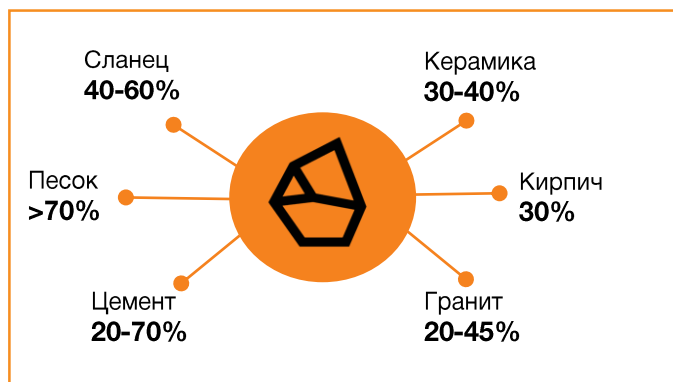 Сланец
40-60%
Керамика
30-40%
Песок
>70%
Кирпич
30%
Цемент
20-70%
Гранит
20-45%